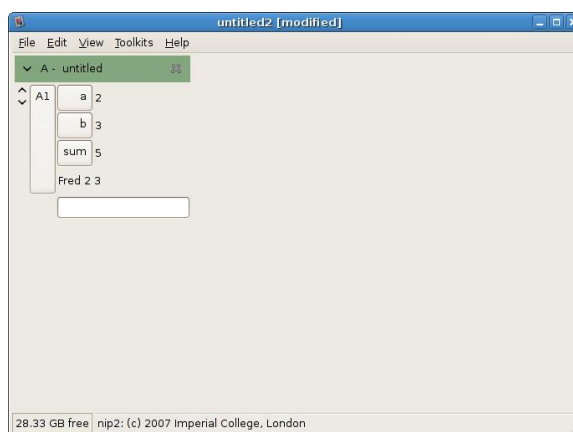 untitled2 [modified]
File Edit View Toolkits Help
A - untitled
A1 a 2
b 3
sum 5
Fred 2 3
28.33 GB free nip2: (c) 2007 Imperial College, London